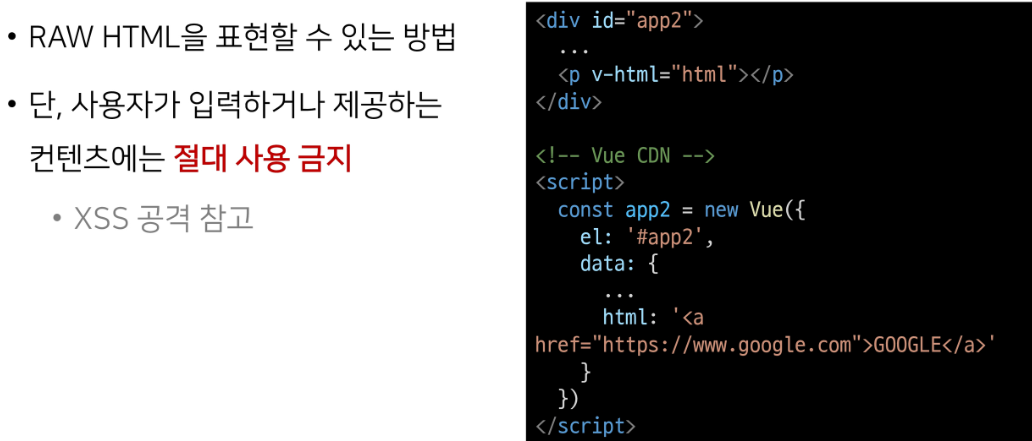 • RAW HTML을 표현할 수 있는 방법
• 단, 사용자가 입력하거나 제공하는
컨텐츠에는 절대 사용 금지
• XSS 공격 참고
<div id="app2">
  ...
  <p v-html="html"></p>
</div>

<!-- Vue CDN -->
<script>
  const app2 = new Vue({
    el: '#app2',
    data: {
      ...
      html: '<a
href="https://www.google.com">GOOGLE</a>'
    }
  })
</script>